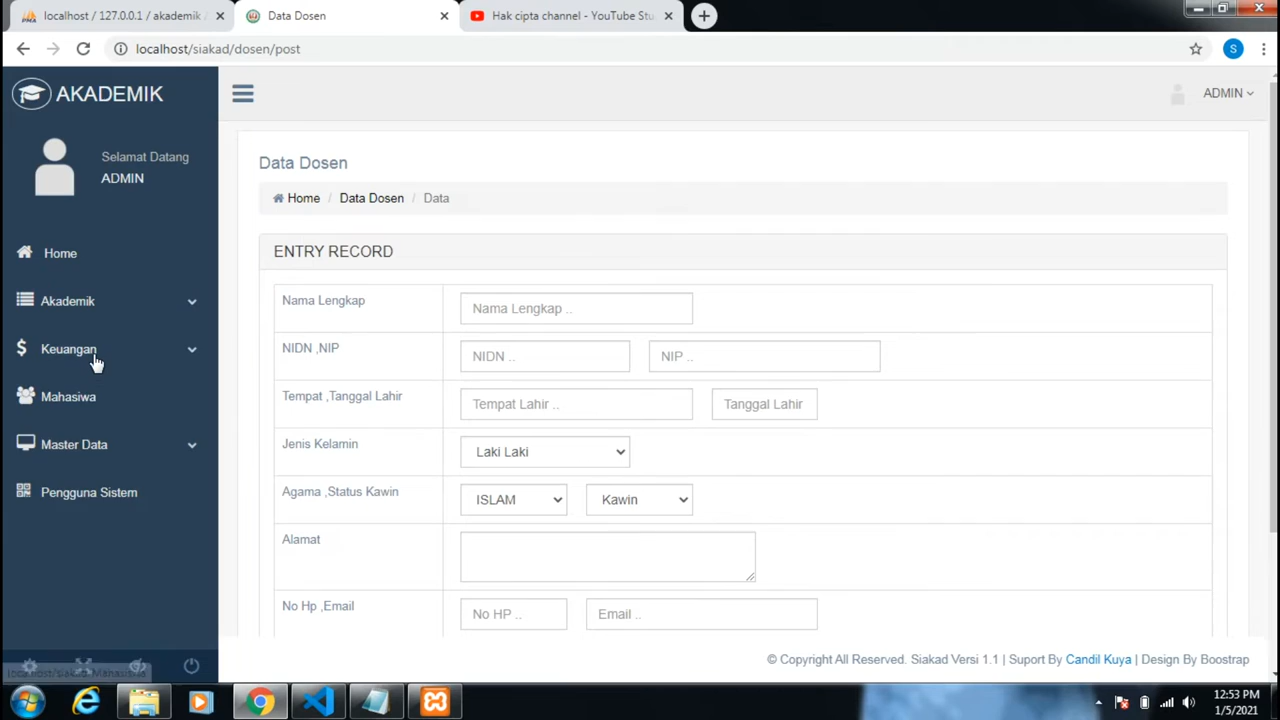 localhost / 127.0.0.1 / akademik
Data Dosen
Hak cipta channel - YouTube Stu
localhost/siakad/dosen/post
S
AKADEMIK
ADMIN
Selamat Datang
ADMIN
Home
Akademik
Keuangan
Mahasiwa
Master Data
Pengguna Sistem
Data Dosen
Home / Data Dosen / Data
ENTRY RECORD
Nama Lengkap
Nama Lengkap ..
NIDN ,NIP
NIDN ..
NIP ..
Tempat ,Tanggal Lahir
Tempat Lahir ..
Tanggal Lahir
Jenis Kelamin
Laki Laki
Agama ,Status Kawin
ISLAM
Kawin
Alamat
No Hp ,Email
No HP ..
Email ..
© Copyright All Reserved. Siakad Versi 1.1 | Suport By Candil Kuya | Design By Boostrap
12:53 PM
1/5/2021